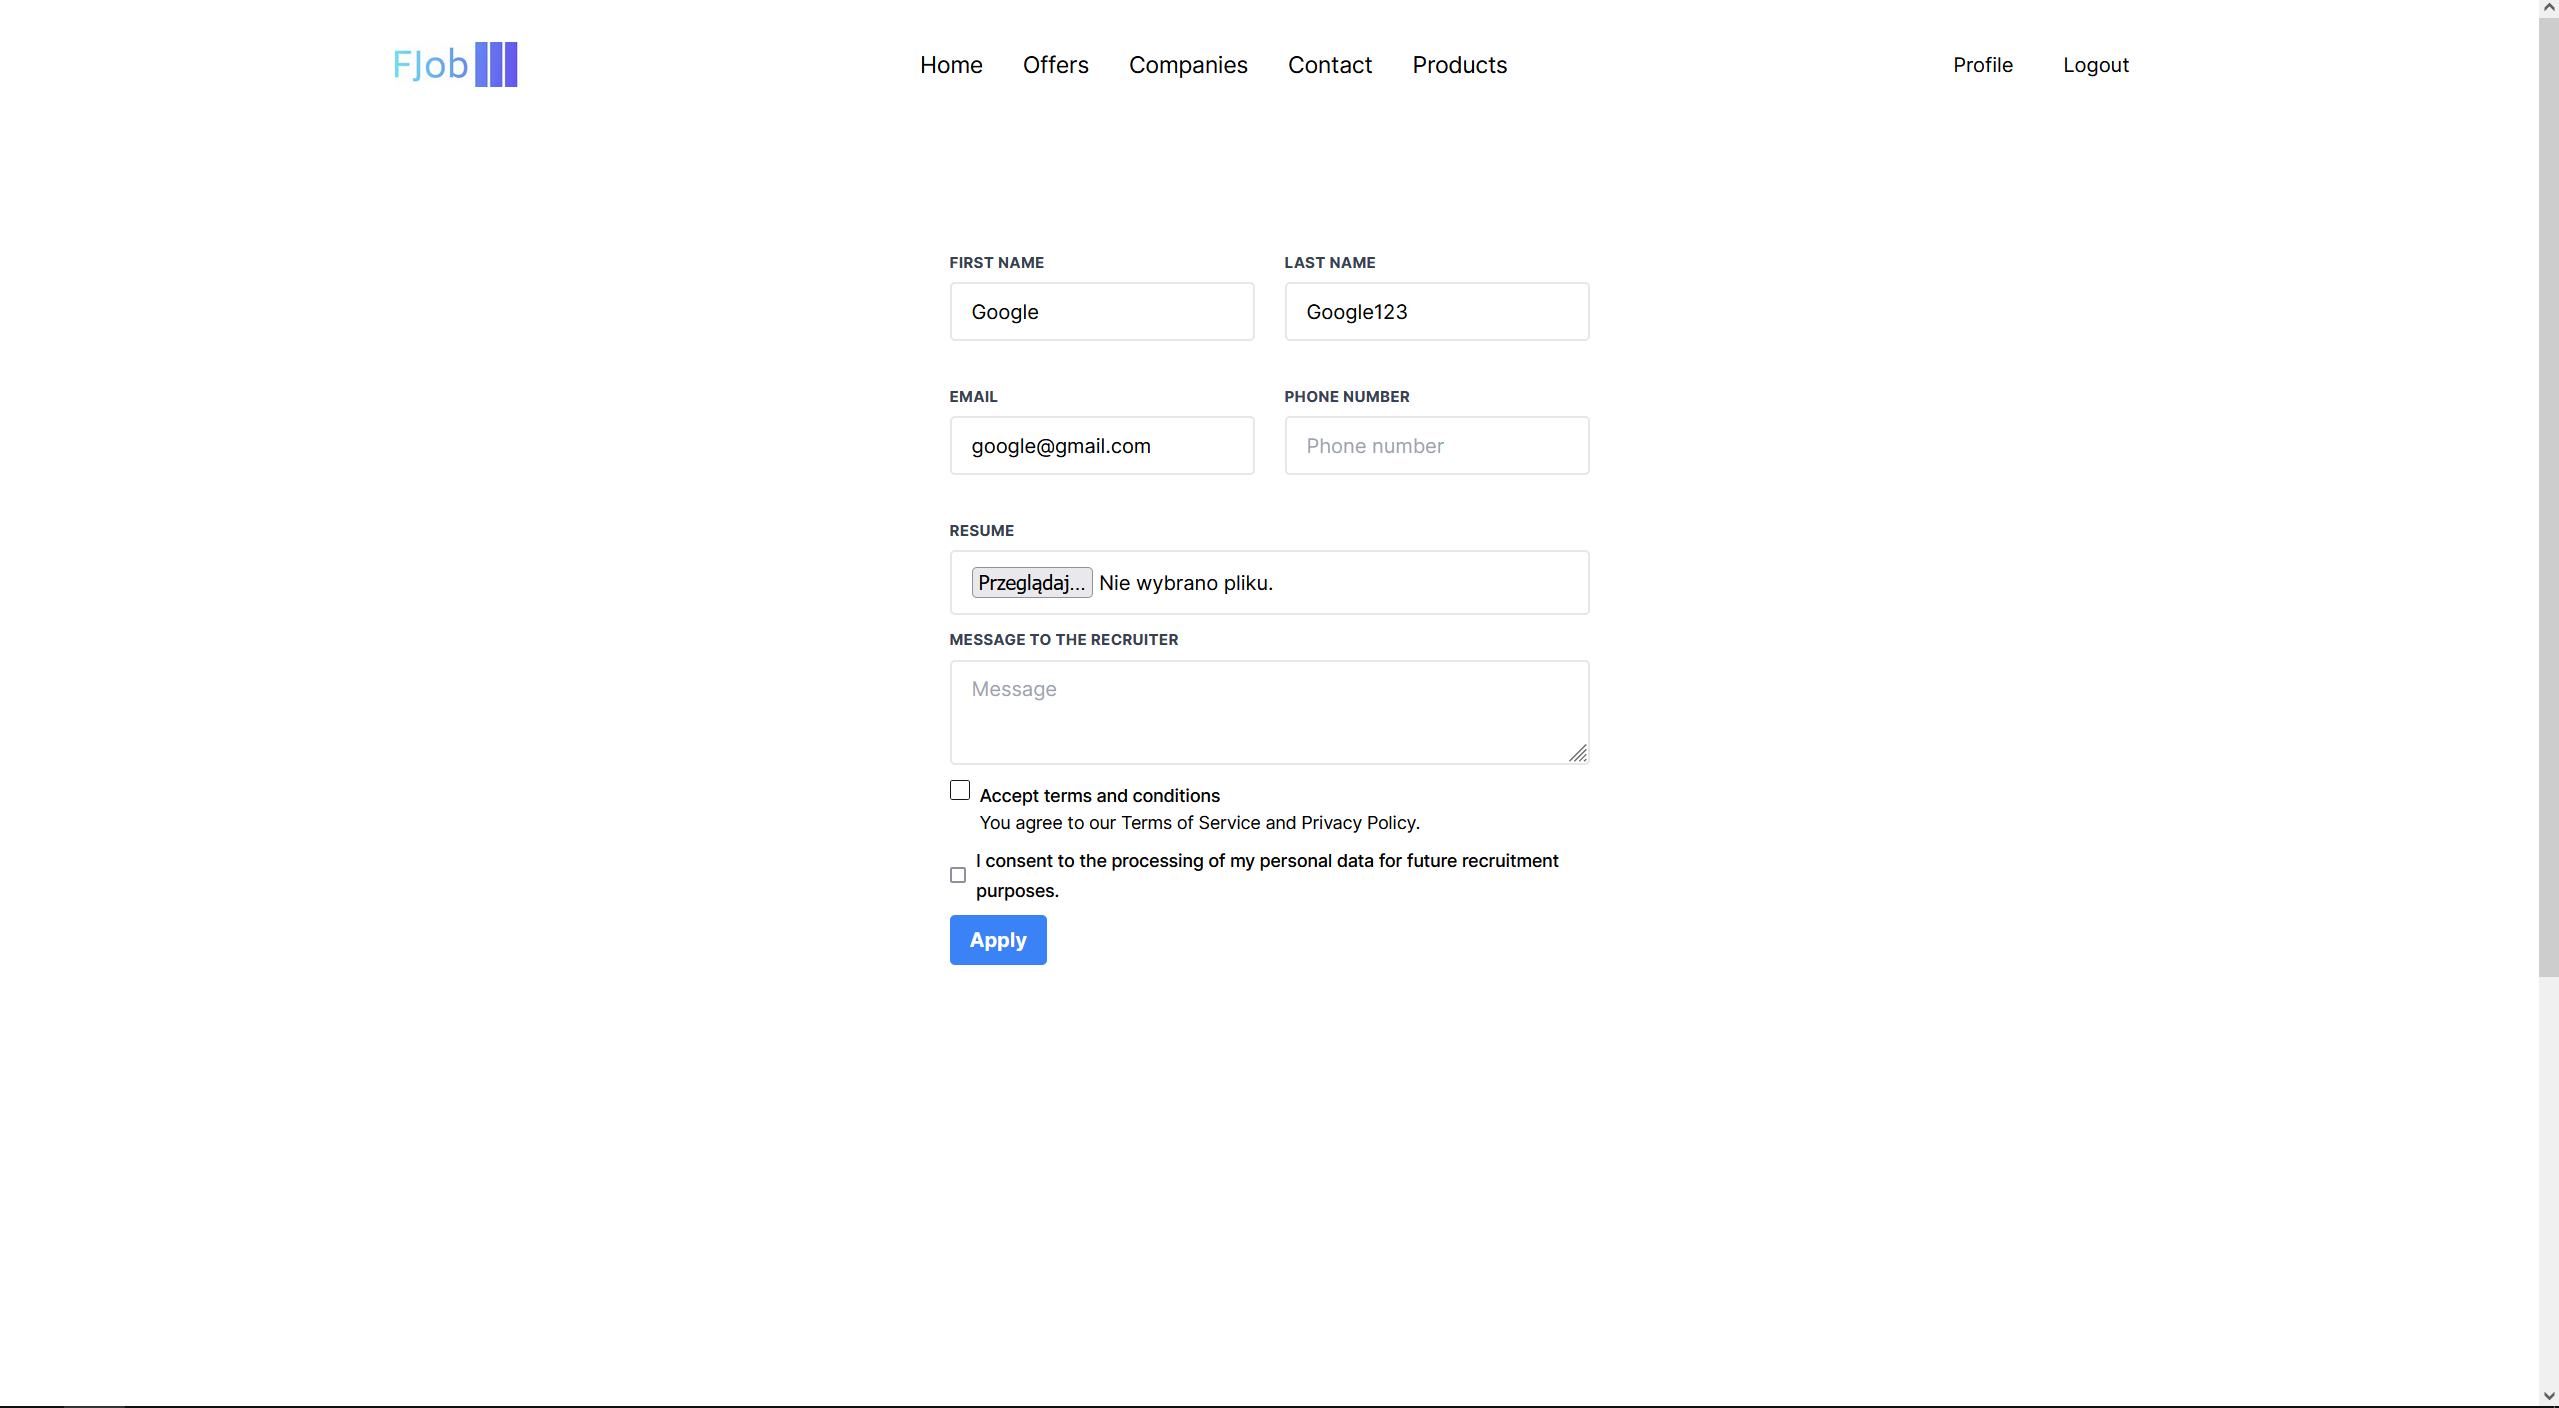 FJob
Home Offers Companies Contact Products
Profile Logout
FIRST NAME LAST NAME
Google Google123
EMAIL PHONE NUMBER
google@gmail.com Phone number
RESUME
Przeglądaj... Nie wybrano pliku.
MESSAGE TO THE RECRUITER
Message
Accept terms and conditions
You agree to our Terms of Service and Privacy Policy.
I consent to the processing of my personal data for future recruitment
purposes.
Apply